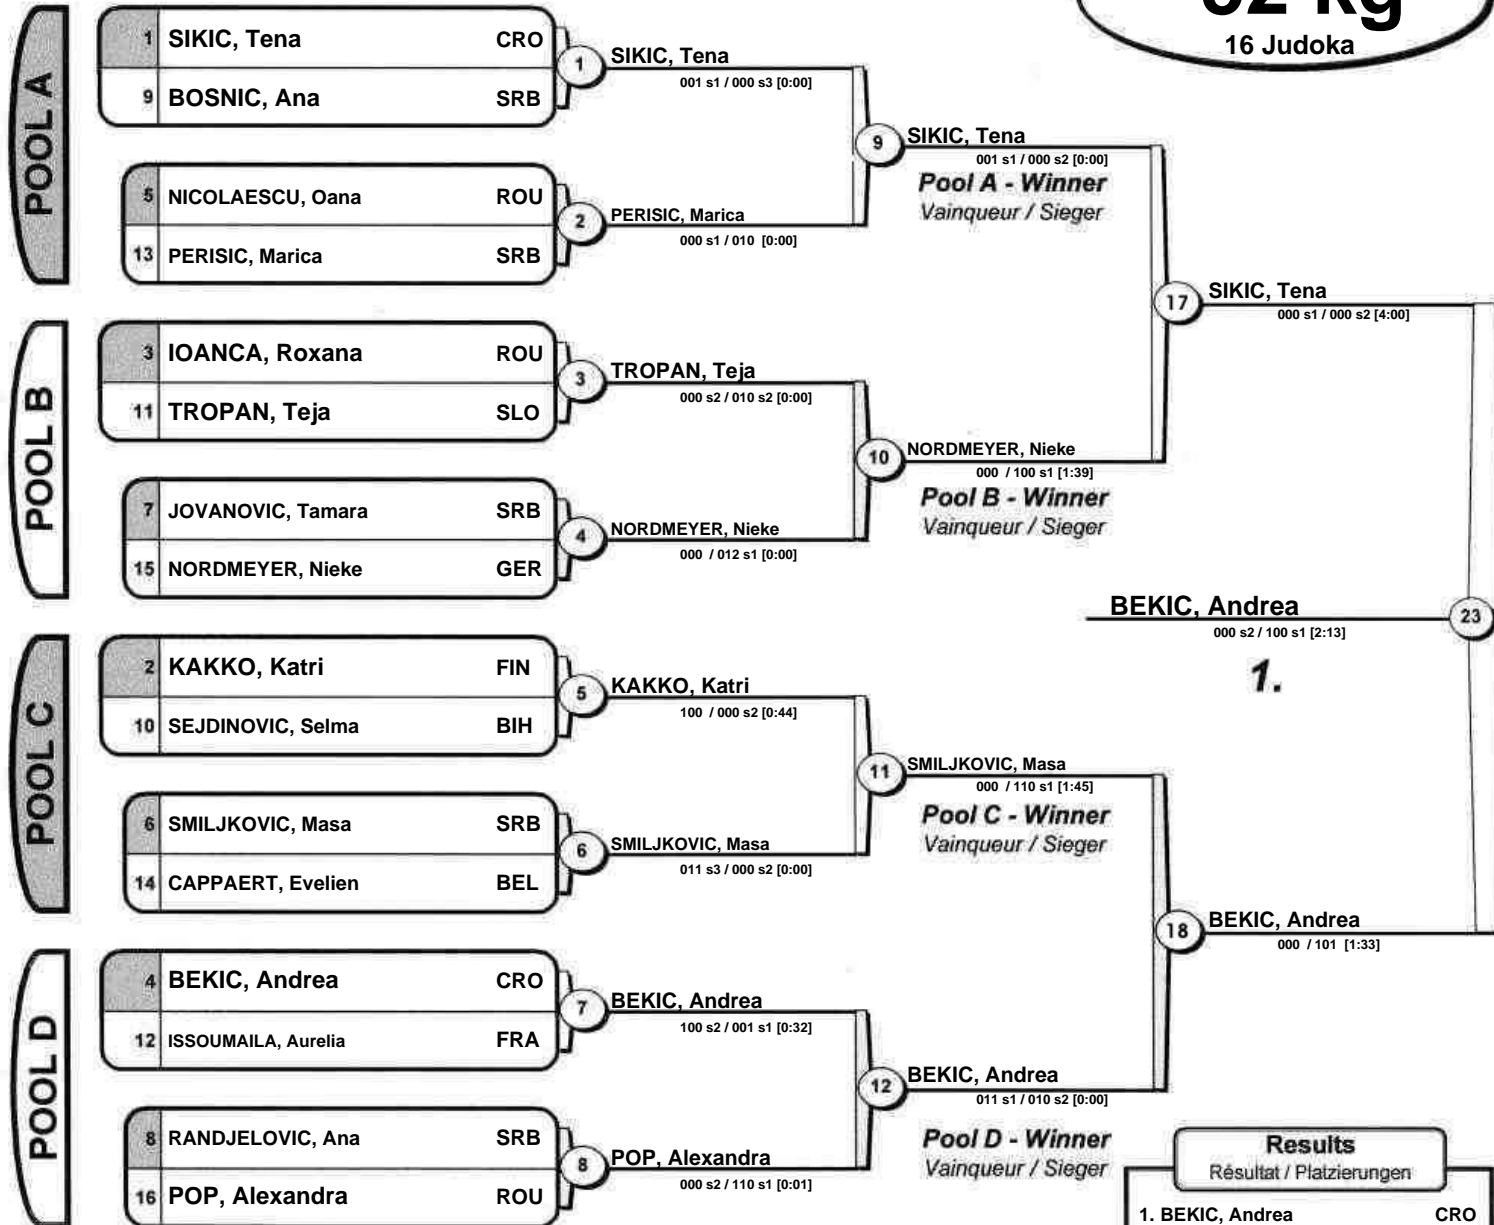 16 Judoka
POOL A
1 SIKIC, Tena CRO
9 BOSNIC, Ana SRB
1
SIKIC, Tena
001 s1 / 000 s3 [0:00]
5 NICOLAESCU, Oana ROU
13 PERISIC, Marica SRB
2
PERISIC, Marica
000 s1 / 010 [0:00]
9
SIKIC, Tena
001 s1 / 000 s2 [0:00]
Pool A - Winner
Vainqueur / Sieger
POOL B
3 IOANCA, Roxana ROU
11 TROPAN, Teja SLO
3
TROPAN, Teja
000 s2 / 010 s2 [0:00]
7 JOVANOVIC, Tamara SRB
15 NORDMEYER, Nieke GER
4
NORDMEYER, Nieke
000 / 012 s1 [0:00]
10
NORDMEYER, Nieke
000 / 100 s1 [1:39]
Pool B - Winner
Vainqueur / Sieger
17
SIKIC, Tena
000 s1 / 000 s2 [4:00]
BEKIC, Andrea
23
000 s2 / 100 s1 [2:13]
1.
POOL C
2 KAKKO, Katri FIN
10 SEJDINOVIC, Selma BIH
5
KAKKO, Katri
100 / 000 s2 [0:44]
6 SMILJKOVIC, Masa SRB
14 CAPPAERT, Evelien BEL
6
SMILJKOVIC, Masa
011 s3 / 000 s2 [0:00]
11
SMILJKOVIC, Masa
000 / 110 s1 [1:45]
Pool C - Winner
Vainqueur / Sieger
18
BEKIC, Andrea
000 / 101 [1:33]
POOL D
4 BEKIC, Andrea CRO
12 ISSOUMAILA, Aurelia FRA
7
BEKIC, Andrea
100 s2 / 001 s1 [0:32]
8 RANDJELOVIC, Ana SRB
16 POP, Alexandra ROU
8
POP, Alexandra
000 s2 / 110 s1 [0:01]
12
BEKIC, Andrea
011 s1 / 010 s2 [0:00]
Pool D - Winner
Vainqueur / Sieger
Results
Résultat / Platzierungen
1. BEKIC, Andrea CRO